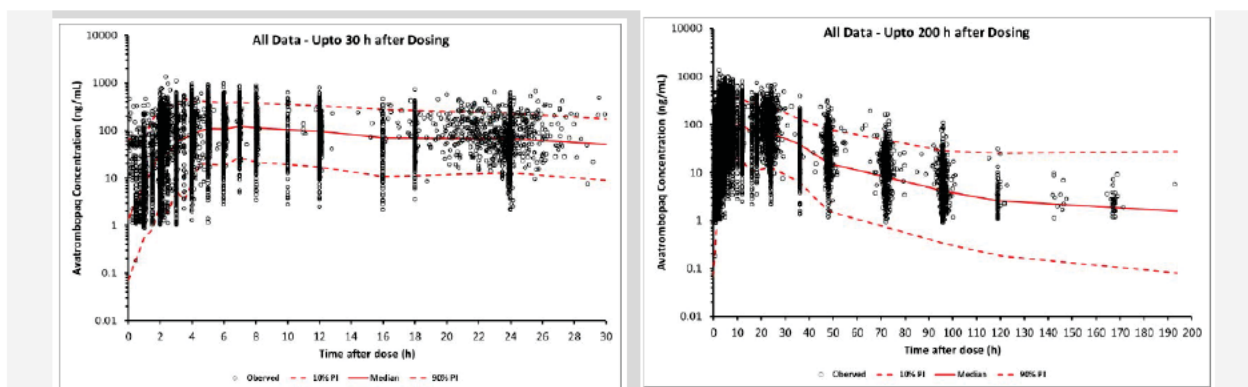 All Data - Upto 30 h after Dosing
Avatrombopaq Concentration (ng/mL)
10000
1000
100
10
1
0.1
0.01
0 2 4 6 8 10 12 14 16 18 20 22 24 26 28 30
Time after dose (h)
Oberved 10% PI Median 90% PI
All Data - Upto 200 h after Dosing
Avatrombopaq Concentration (ng/mL)
10000
1000
100
10
1
0.1
0.01
0 10 20 30 40 50 60 70 80 90 100 110 120 130 140 150 160 170 180 190 200
Time after dose (h)
Oberved 10% PI Median 90% PI